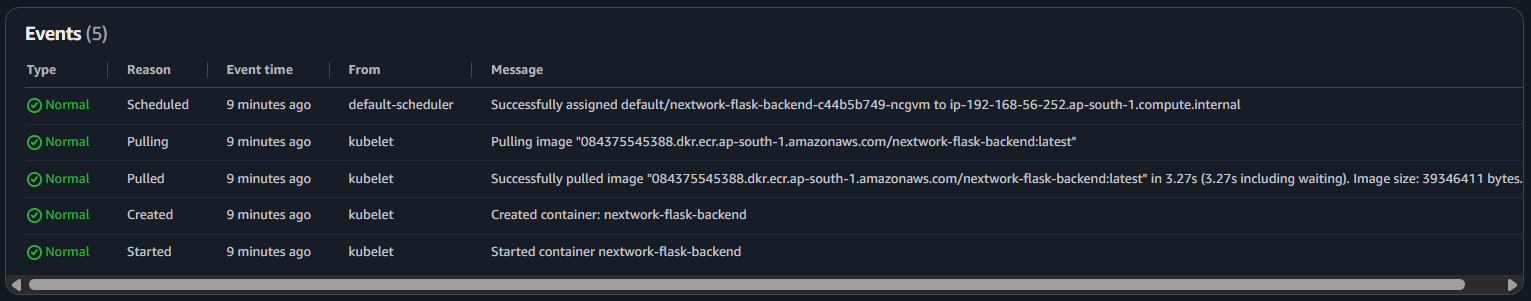 Events (5)
Type Reason Event time From Message
Normal Scheduled 9 minutes ago default-scheduler Successfully assigned default/nextwork-flask-backend-c44b5b749-ncgvm to ip-192-168-56-252.ap-south-1.compute.internal
Normal Pulling 9 minutes ago kubelet Pulling image "084375545388.dkr.ecr.ap-south-1.amazonaws.com/nextwork-flask-backend:latest"
Normal Pulled 9 minutes ago kubelet Successfully pulled image "084375545388.dkr.ecr.ap-south-1.amazonaws.com/nextwork-flask-backend:latest" in 3.27s (3.27s including waiting). Image size: 39346411 bytes.
Normal Created 9 minutes ago kubelet Created container: nextwork-flask-backend
Normal Started 9 minutes ago kubelet Started container nextwork-flask-backend